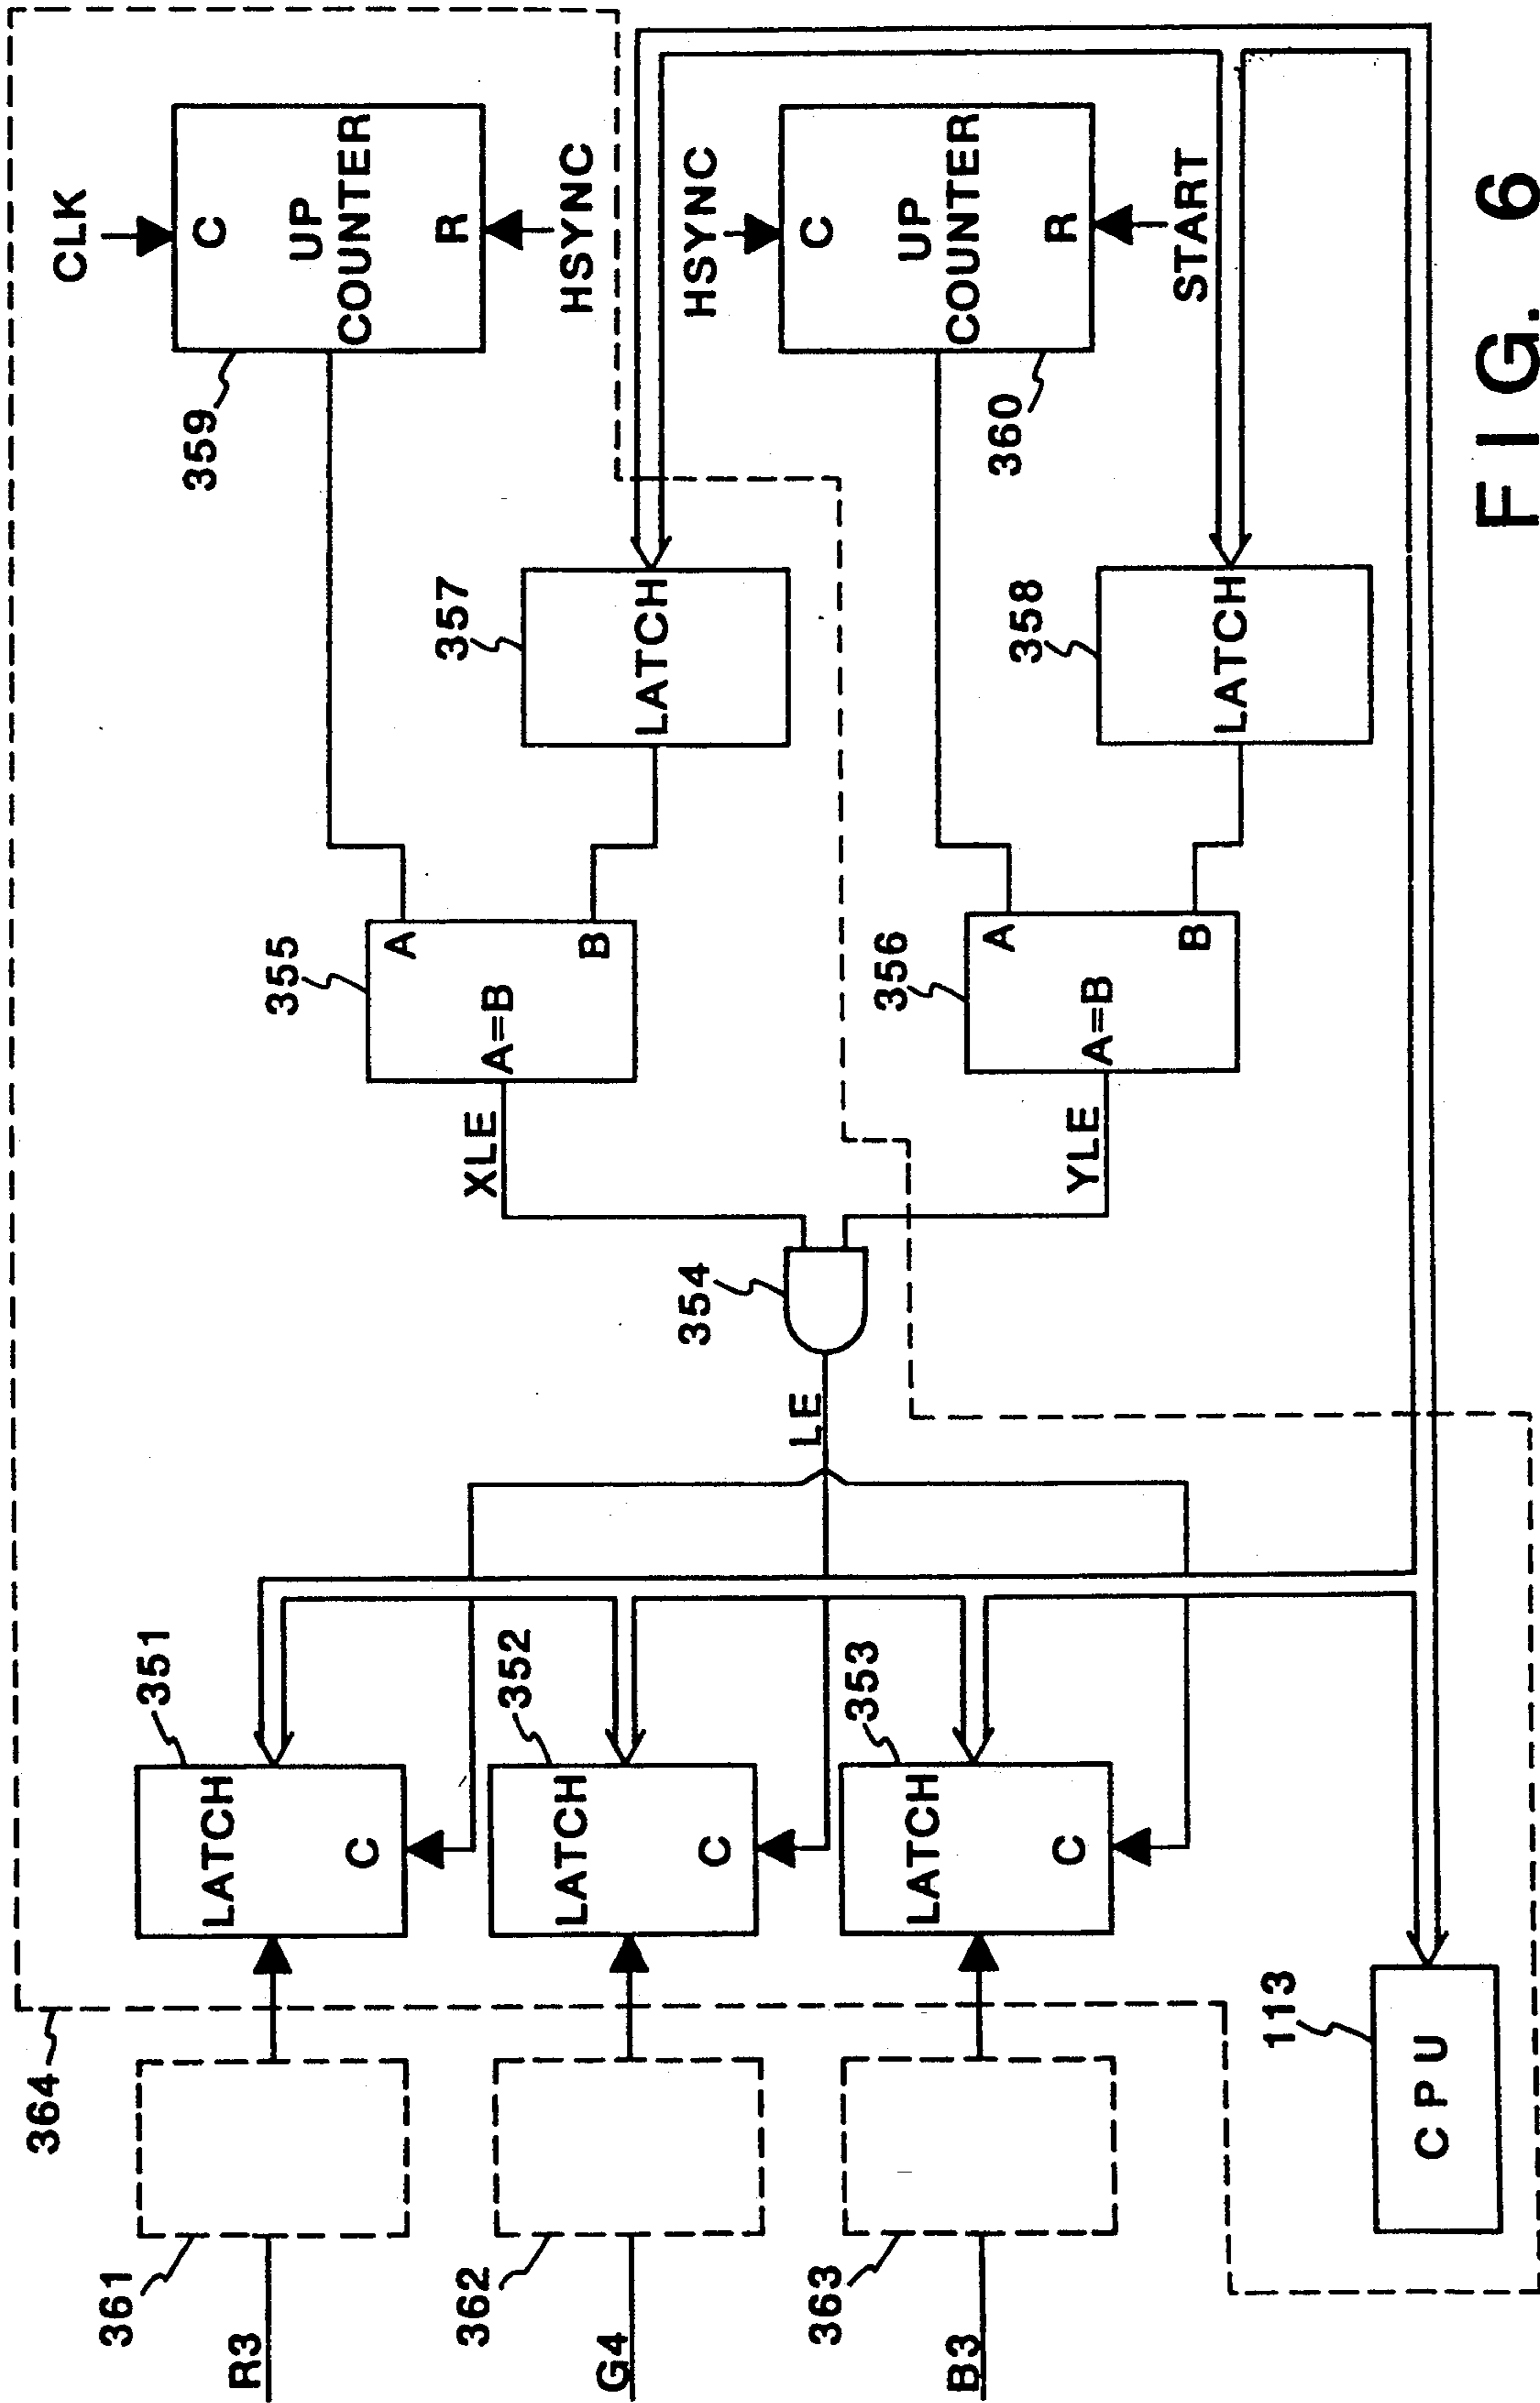 364
361
R3
LATCH
C
351
362
G4
LATCH
C
352
363
B3
LATCH
C
353
CPU
113
LE
354
XLE
YLE
355
A=B
A
B
356
A=B
A
B
357
LATCH
358
LATCH
359
CLK
C
UP
COUNTER
R
HSYNC
360
HSYNC
C
UP
COUNTER
R
START
FIG. 6